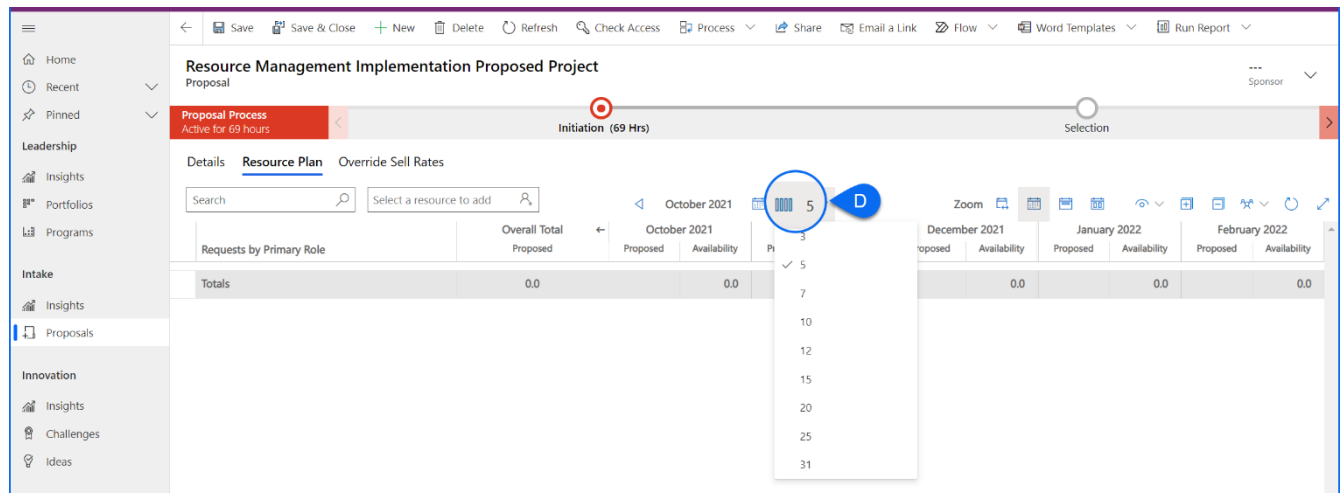 Save
Save & Close
New
Delete
Refresh
Check Access
Process
Share
Email a Link
Flow
Word Templates
Run Report
Home
Recent
Pinned
Leadership
Insights
Portfolios
Programs
Intake
Insights
Proposals
Innovation
Insights
Challenges
Ideas
Resource Management Implementation Proposed Project
Proposal
---
Sponsor
Proposal Process
Active for 69 hours
Initiation (69 Hrs)
Selection
Details Resource Plan Override Sell Rates
Search
Select a resource to add
October 2021
5
D
Zoom
Overall Total October 2021 December 2021 January 2022 February 2022
Requests by Primary Role Proposed Proposed Availability Availability Proposed Availability Proposed Availability
Totals 0.0 0.0 0.0 0.0 0.0
3
5
7
10
12
15
20
25
31